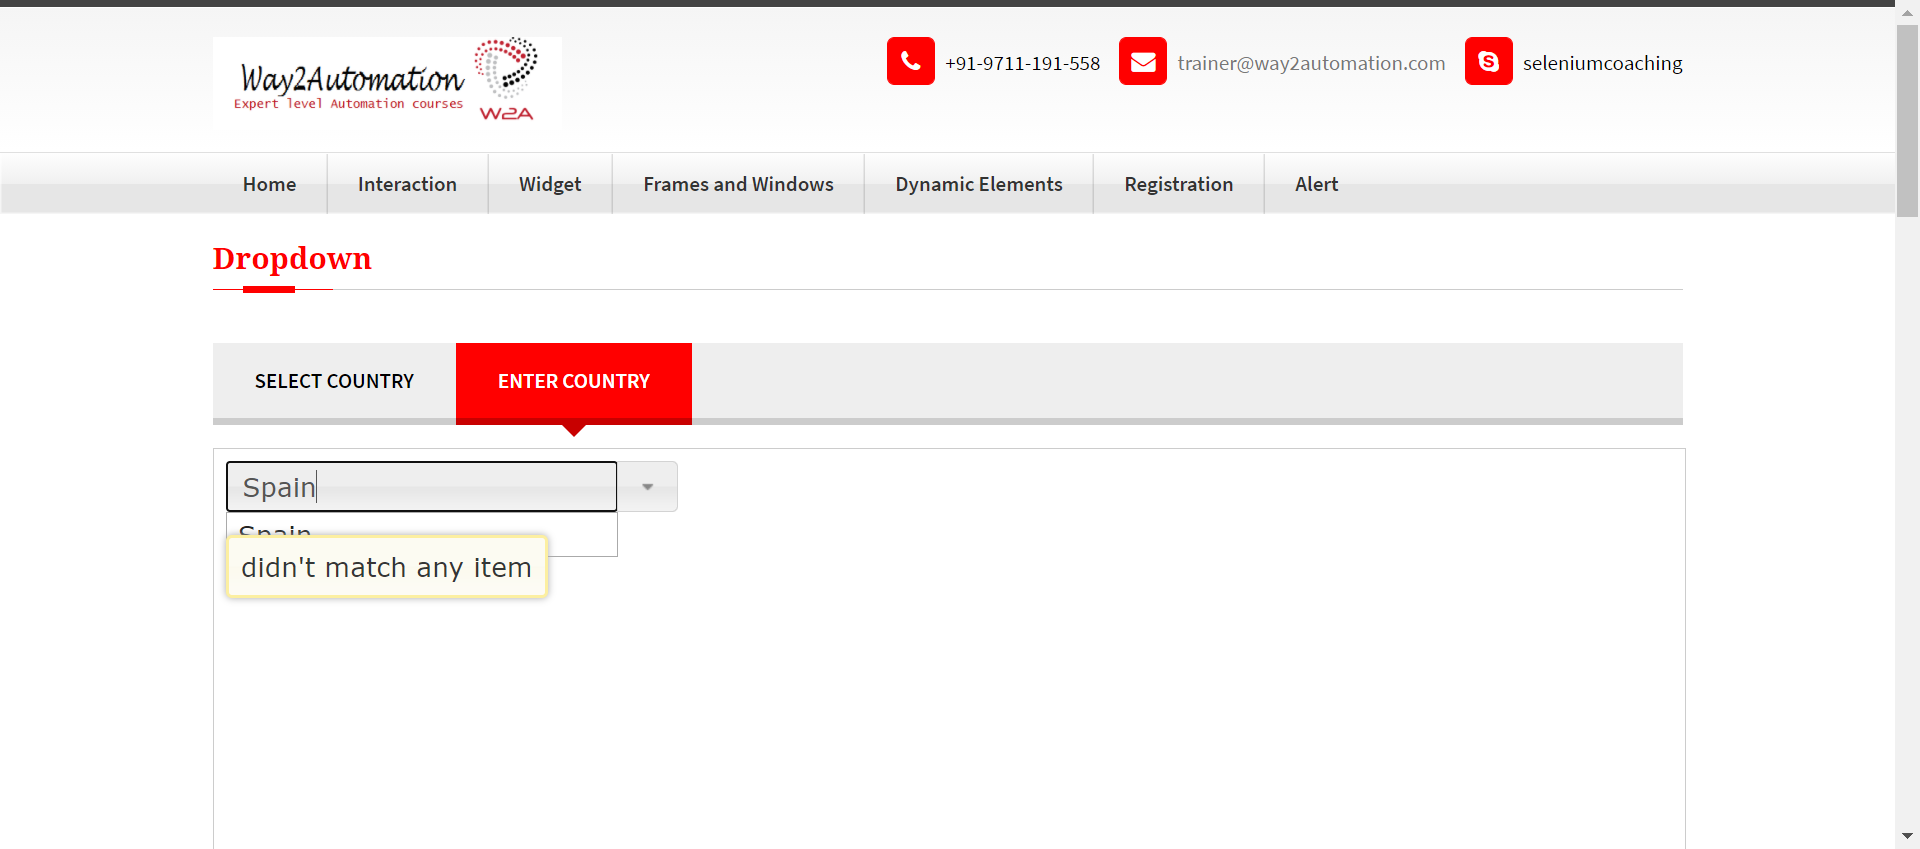 Way2Automation
Expert level Automation courses
W2A
+91-9711-191-558
trainer@way2automation.com
seleniumcoaching
Home
Interaction
Widget
Frames and Windows
Dynamic Elements
Registration
Alert
Dropdown
SELECT COUNTRY
ENTER COUNTRY
Spain
Spain
didn't match any item